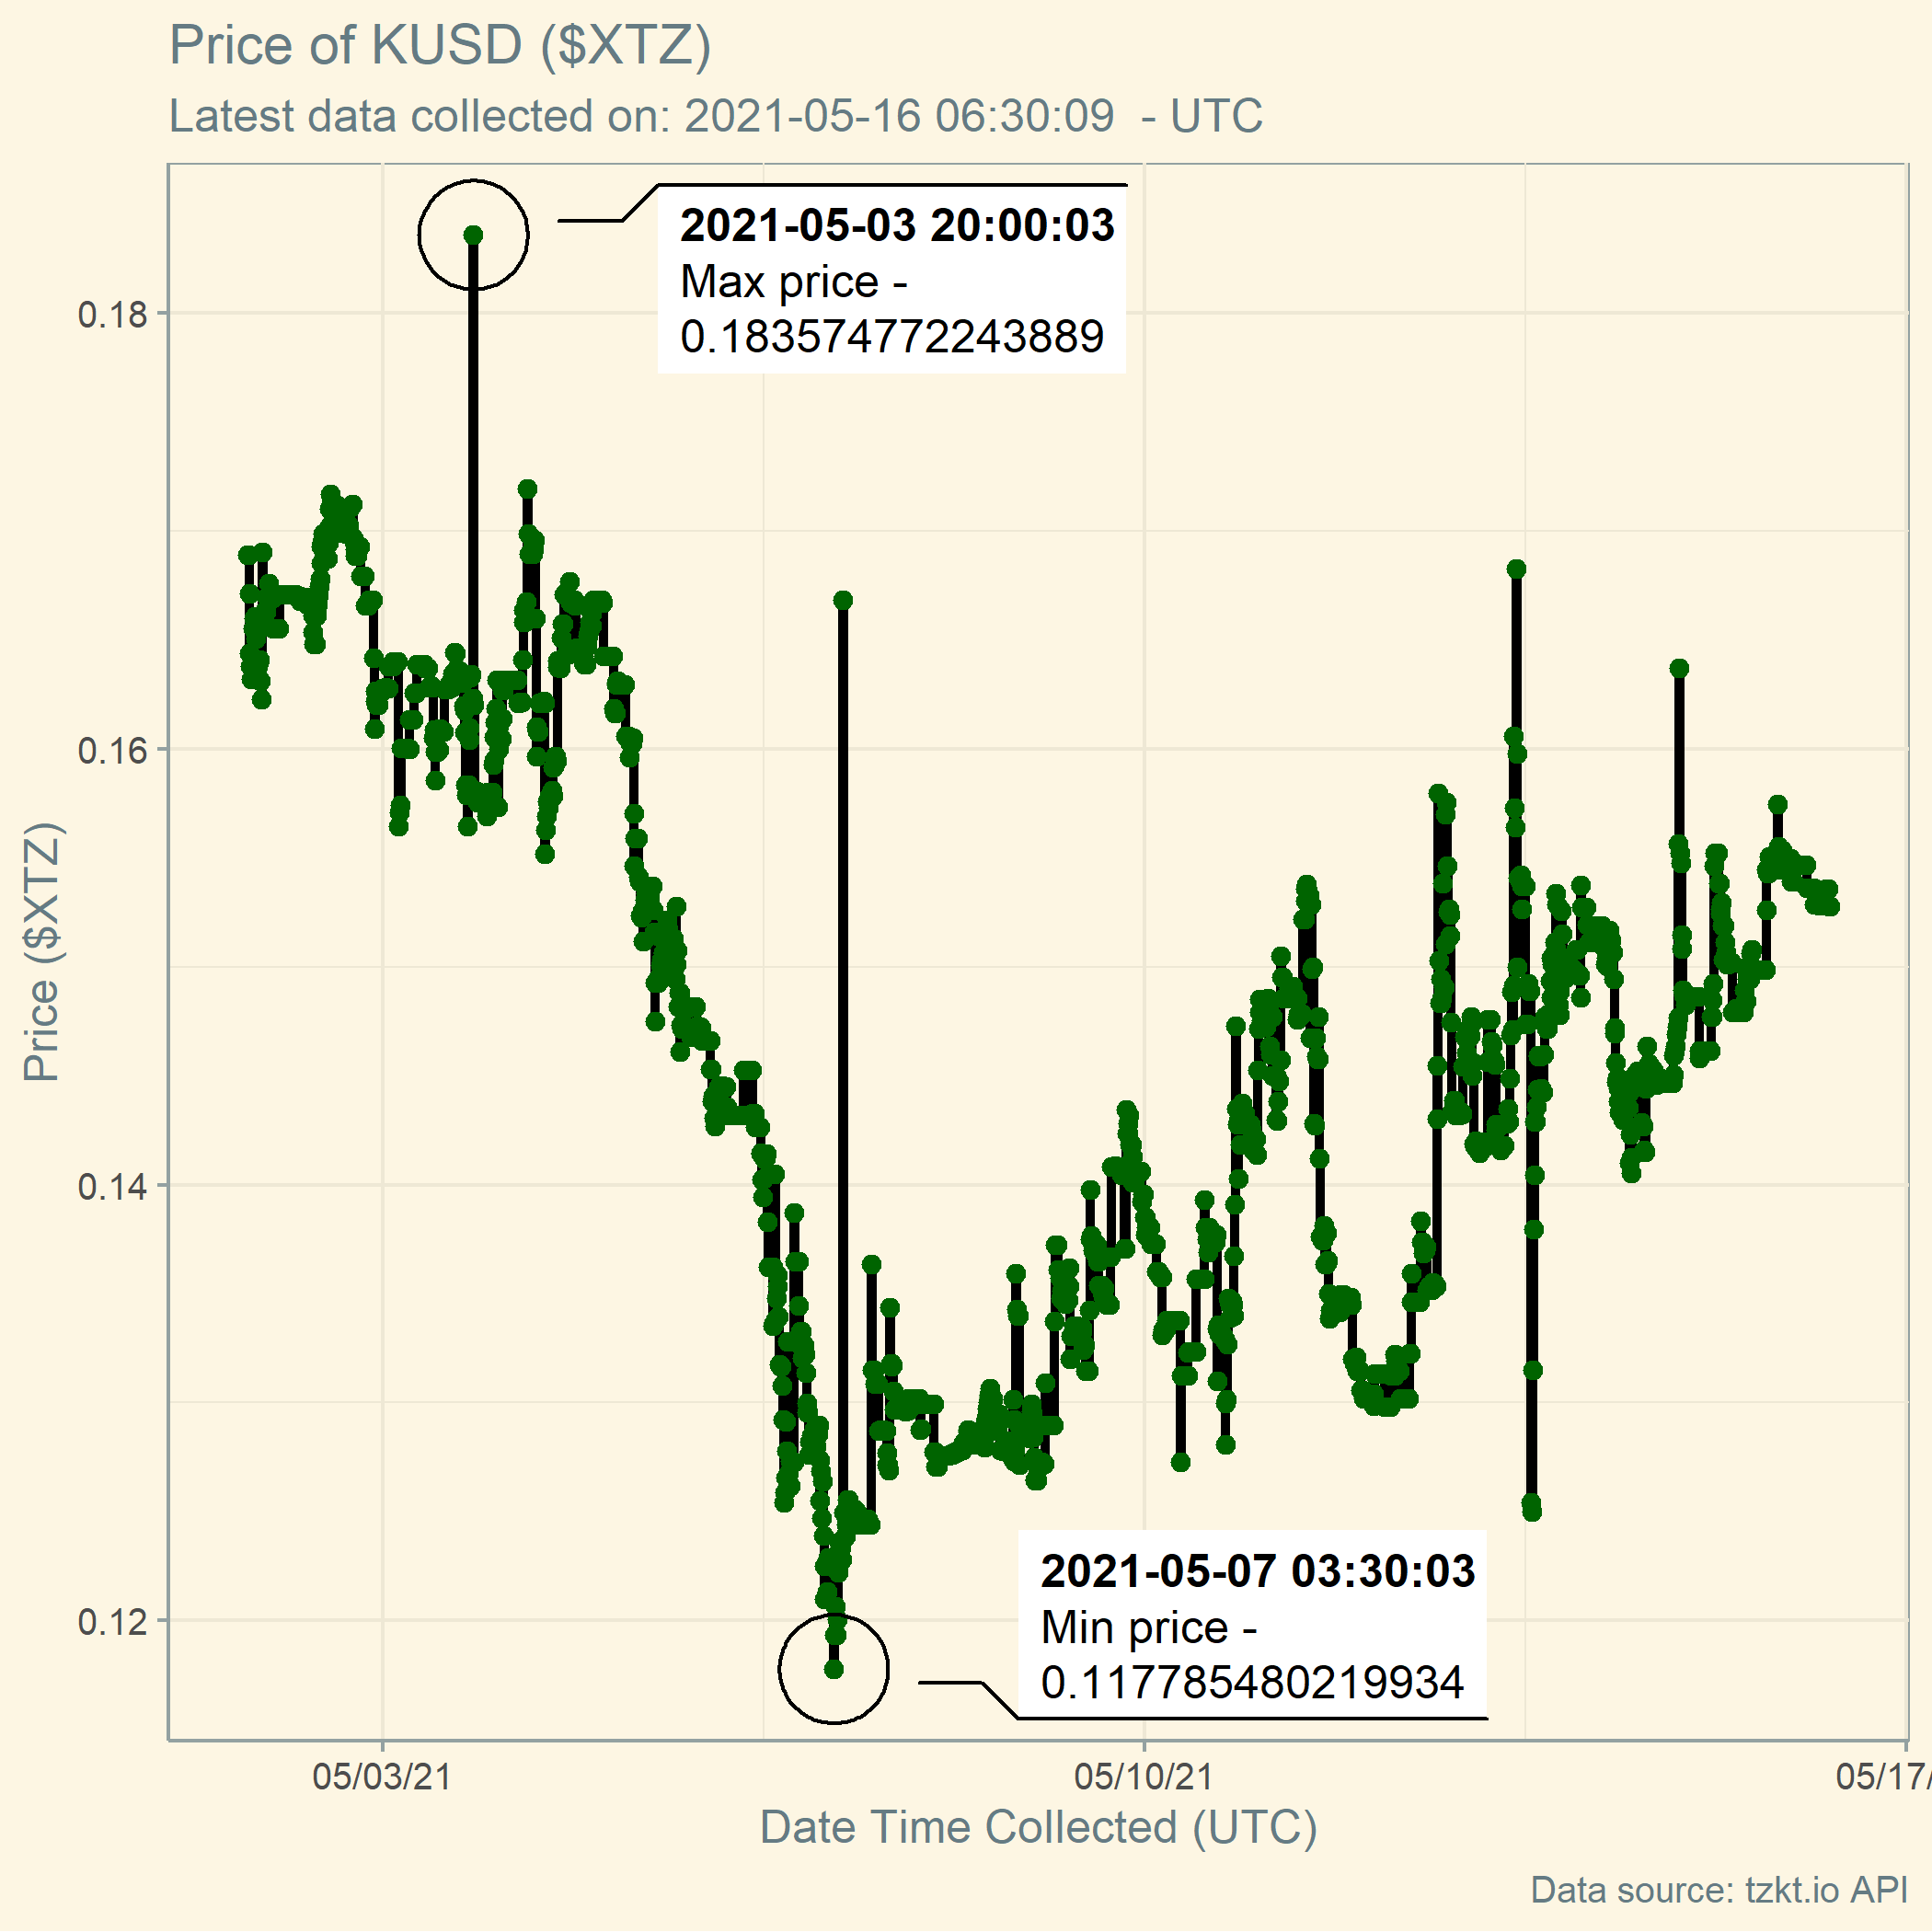 Price of KUSD ($XTZ)
Latest data collected on: 2021-05-16 06:30:09  - UTC
2021-05-03 20:00:03
Max price -
0.183574772243889
0.18
0.16
0.14
0.12
Price ($XTZ)
2021-05-07 03:30:03
Min price -
0.117785480219934
05/03/21
05/10/21
05/17/
Date Time Collected (UTC)
Data source: tzkt.io API